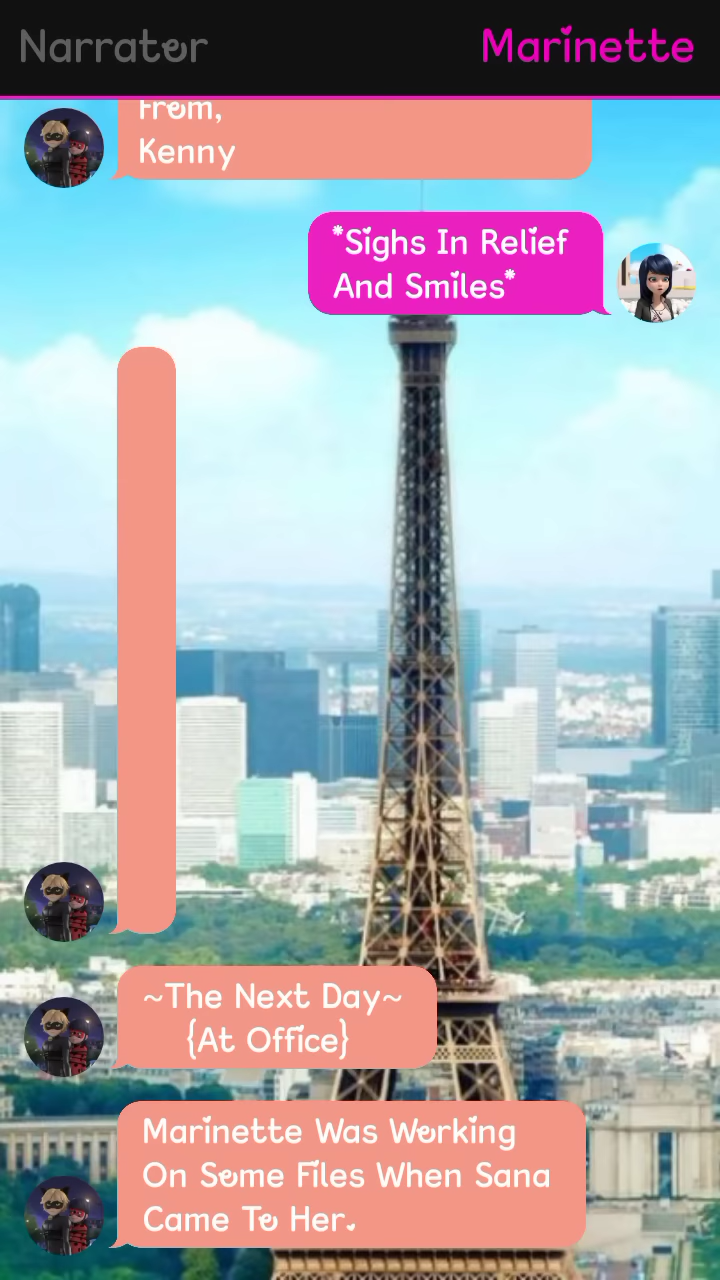 Narrator
Marinette
From,
Kenny
*Sighs In Relief
And Smiles*
~The Next Day~
{At Office}
Marinette Was Working
On Some Files When Sana
Came To Her.